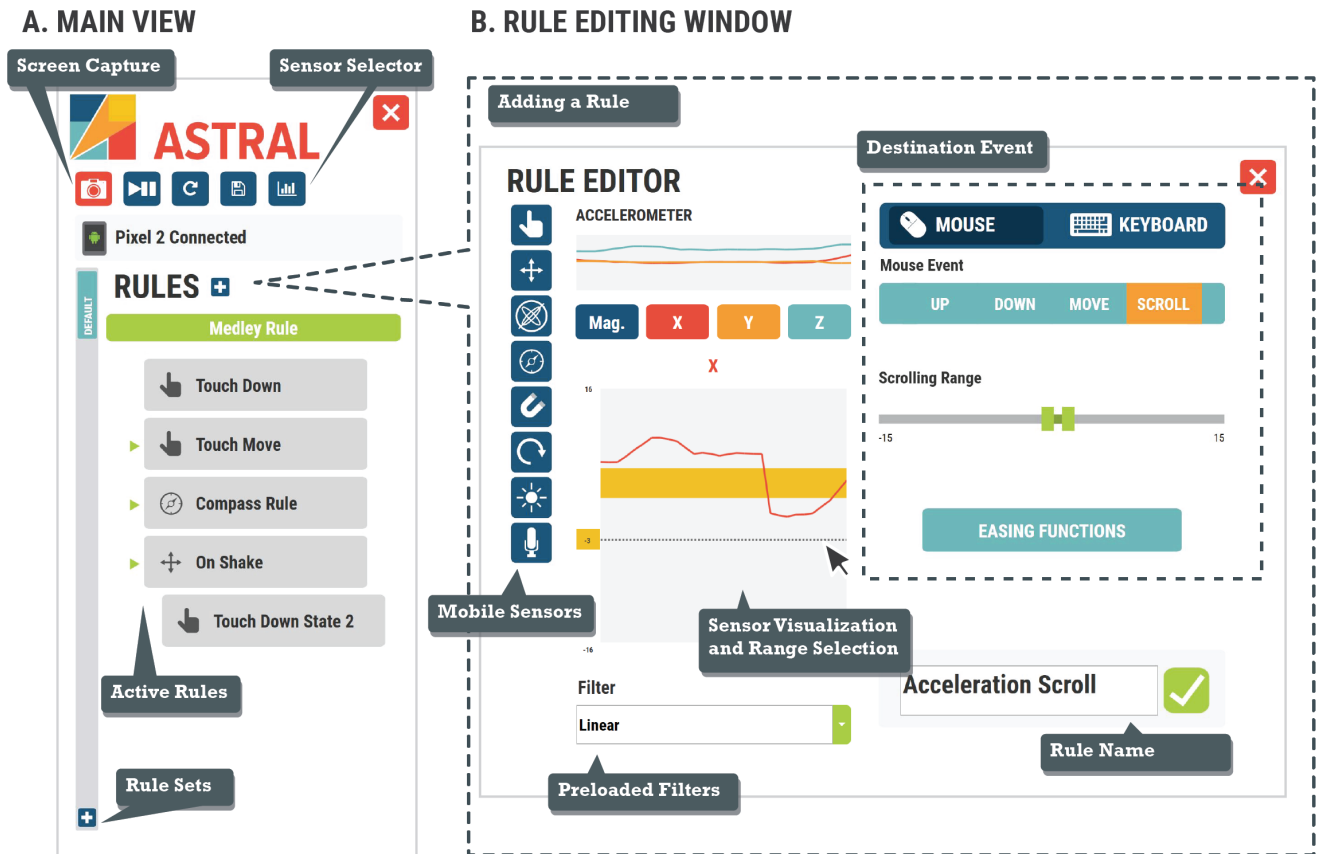 A. MAIN VIEW
Screen Capture
Sensor Selector
ASTRAL
Pixel 2 Connected
DEFAULT
RULES
Medley Rule
Touch Down
Touch Move
Compass Rule
On Shake
Touch Down State 2
Active Rules
Rule Sets
B. RULE EDITING WINDOW
Adding a Rule
RULE EDITOR
ACCELEROMETER
Mag. X Y Z
X
16
-3
-16
Mobile Sensors
Sensor Visualization
and Range Selection
Filter
Linear
Preloaded Filters
Destination Event
MOUSE KEYBOARD
Mouse Event
UP DOWN MOVE SCROLL
Scrolling Range
-15 15
EASING FUNCTIONS
Acceleration Scroll
Rule Name